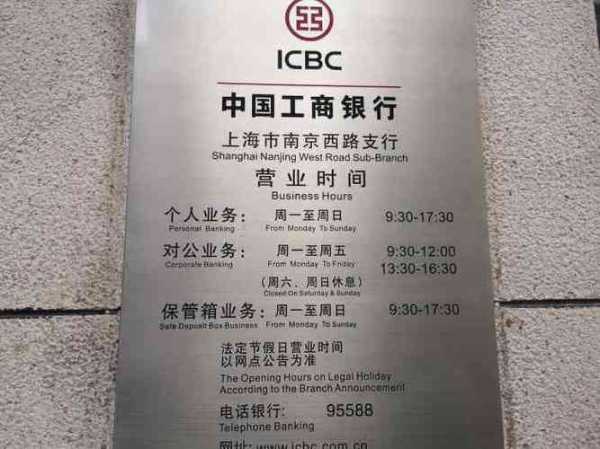 ICBC
中国工商银行
上海市南京西路支行
Shanghai Nanjing West Road Sub-Branch
营业时间
Business Hours
个人业务： 周一至周日 9:30-17:30
Personal Banking From Monday To Sunday
对公业务： 周一至周五 9:30-12:00
Corporate Banking From Monday To Friday 13:30-16:30
（周六、周日休息）
Closed On Saturday & Sunday
保管箱业务： 周一至周日 9:30-17:30
Safe Deposit Box Business From Monday To Sunday
法定节假日营业时间
以网点公告为准
The Opening Hours on Legal Holiday
According to the Branch Announcement
电话银行： 95588
Telephone Banking
网址: www.icbc.com.cn